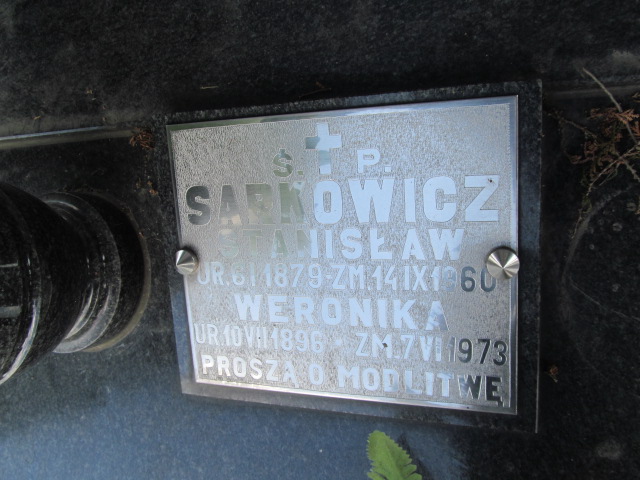 Ś. P.
SARKOWICZ
STANISŁAW
UR. 6 I 1879 - ZM. 14 IX 1960
WERONIKA
UR. 10 VII 1896 - ZM. 7 VI 1973
PROSZĄ O MODLITWĘ